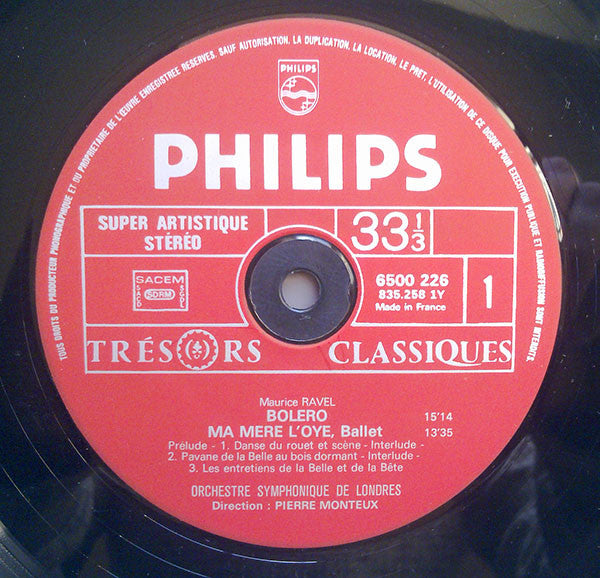 TOUS DROITS DU PRODUCTEUR PHONOGRAPHIQUE ET DU PROPRIETAIRE DE L'ŒUVRE ENREGISTREE RESERVES. SAUF AUTORISATION, LA DUPLICATION, LA LOCATION, LE PRET, L'UTILISATION DE CE DISQUE POUR EXECUTION PUBLIQUE ET RADIODIFFUSION SONT INTERDITS.
PHILIPS
PHILIPS
SUPER ARTISTIQUE
STÉRÉO
33 1/3
SACEM
SACD
SDRM
SGDL
6500 226
835.258 1Y
Made in France
1
TRÉSORS CLASSIQUES
Maurice RAVEL
BOLERO 15'14
MA MERE L'OYE, Ballet 13'35
Prélude - 1. Danse du rouet et scène - Interlude -
2. Pavane de la Belle au bois dormant - Interlude -
3. Les entretiens de la Belle et de la Bête
ORCHESTRE SYMPHONIQUE DE LONDRES
Direction : PIERRE MONTEUX